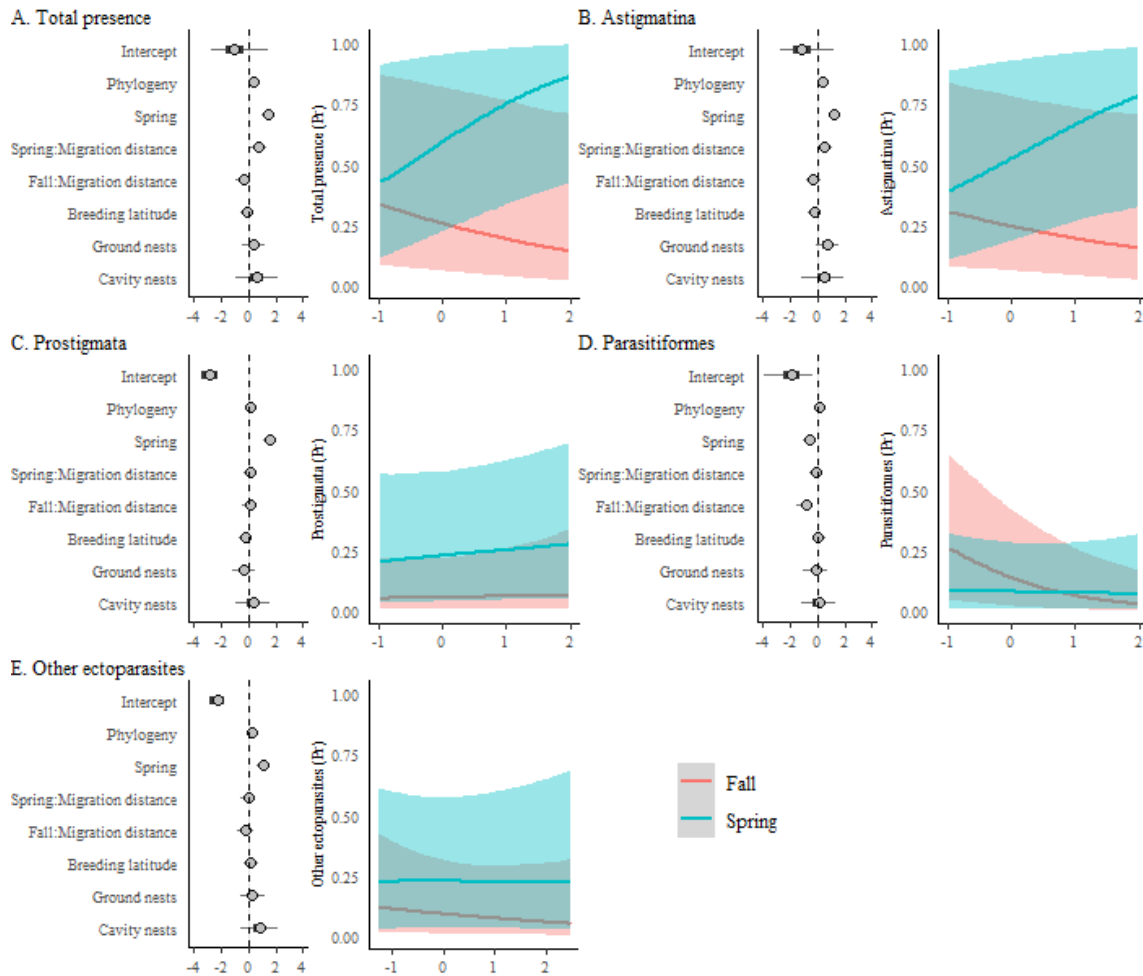 A. Total presence
Intercept
Phylogeny
Spring
Spring:Migration distance
Fall:Migration distance
Breeding latitude
Ground nests
Cavity nests
-4 -2 0 2 4
Total presence (Pr)
1.00
0.75
0.50
0.25
0.00
-1 0 1 2
B. Astigmatina
Intercept
Phylogeny
Spring
Spring:Migration distance
Fall:Migration distance
Breeding latitude
Ground nests
Cavity nests
-4 -2 0 2 4
Astigmatina (Pr)
1.00
0.75
0.50
0.25
0.00
-1 0 1 2
C. Prostigmata
Intercept
Phylogeny
Spring
Spring:Migration distance
Fall:Migration distance
Breeding latitude
Ground nests
Cavity nests
-4 -2 0 2 4
Prostigmata (Pr)
1.00
0.75
0.50
0.25
0.00
-1 0 1 2
D. Parasitiformes
Intercept
Phylogeny
Spring
Spring:Migration distance
Fall:Migration distance
Breeding latitude
Ground nests
Cavity nests
-4 -2 0 2 4
Parasitiformes (Pr)
1.00
0.75
0.50
0.25
0.00
-1 0 1 2
E. Other ectoparasites
Intercept
Phylogeny
Spring
Spring:Migration distance
Fall:Migration distance
Breeding latitude
Ground nests
Cavity nests
-4 -2 0 2 4
Other ectoparasites (Pr)
1.00
0.75
0.50
0.25
0.00
-1 0 1 2
Fall
Spring